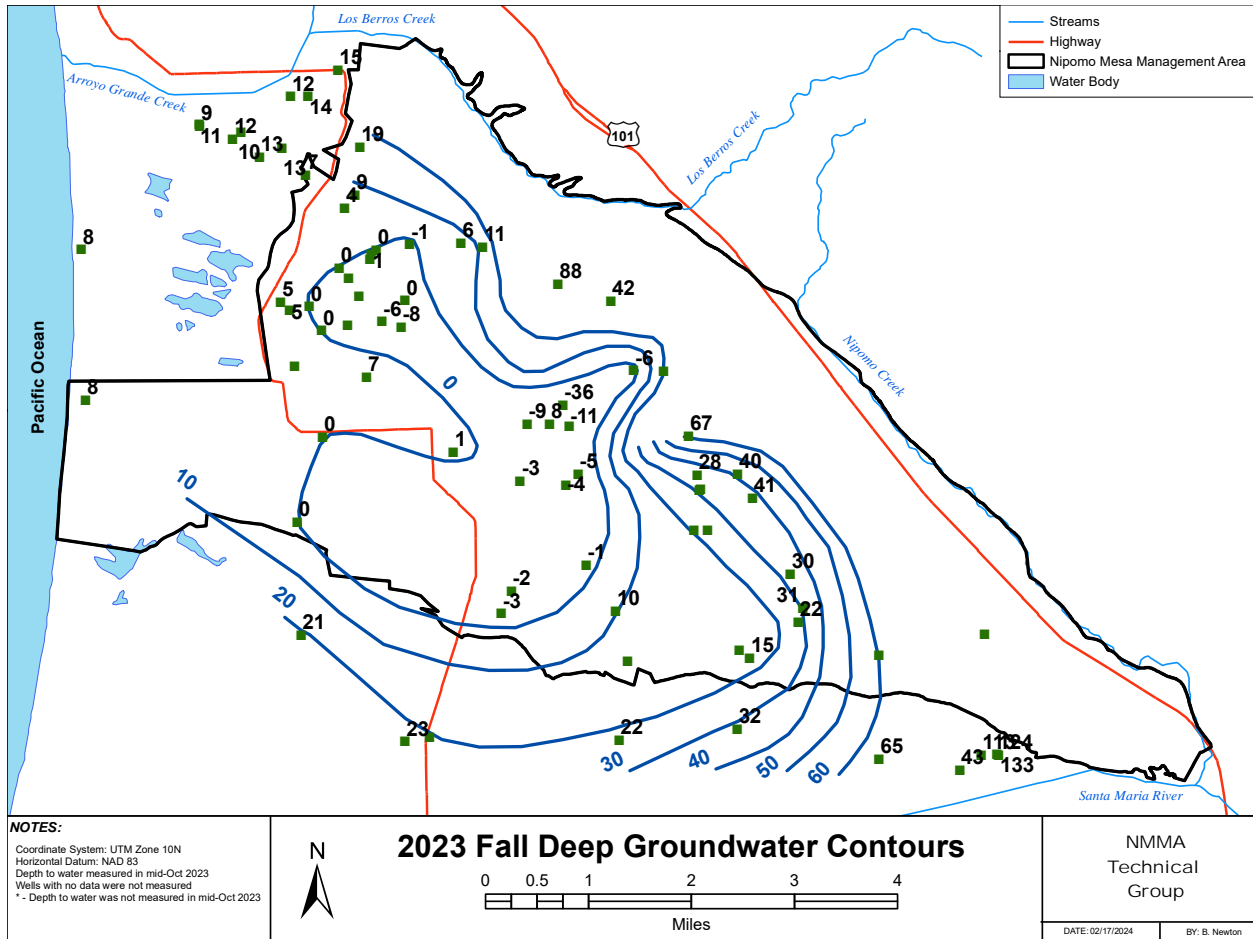 Los Berros Creek
Streams
Highway
Nipomo Mesa Management Area
Water Body
15
12
14
Arroyo Grande Creek
9
11
12
10
13
13
7
19
101
Los Berros Creek
9
4
8
0
-1
6
11
0
1
88
42
5
5
0
0
-6
-8
0
Nipomo Creek
Pacific Ocean
8
7
0
-6
-36
-9
8
-11
67
0
1
-3
-5
-4
28
40
41
10
0
-1
-2
-3
10
30
31
22
20
21
15
23
22
32
30
40
50
60
65
43
113
124
133
Santa Maria River
NOTES:
Coordinate System: UTM Zone 10N
Horizontal Datum: NAD 83
Depth to water measured in mid-Oct 2023
Wells with no data were not measured
* - Depth to water was not measured in mid-Oct 2023
N
2023 Fall Deep Groundwater Contours
0 0.5 1 2 3 4
Miles
NMMA
Technical
Group
DATE: 02/17/2024
BY: B. Newton